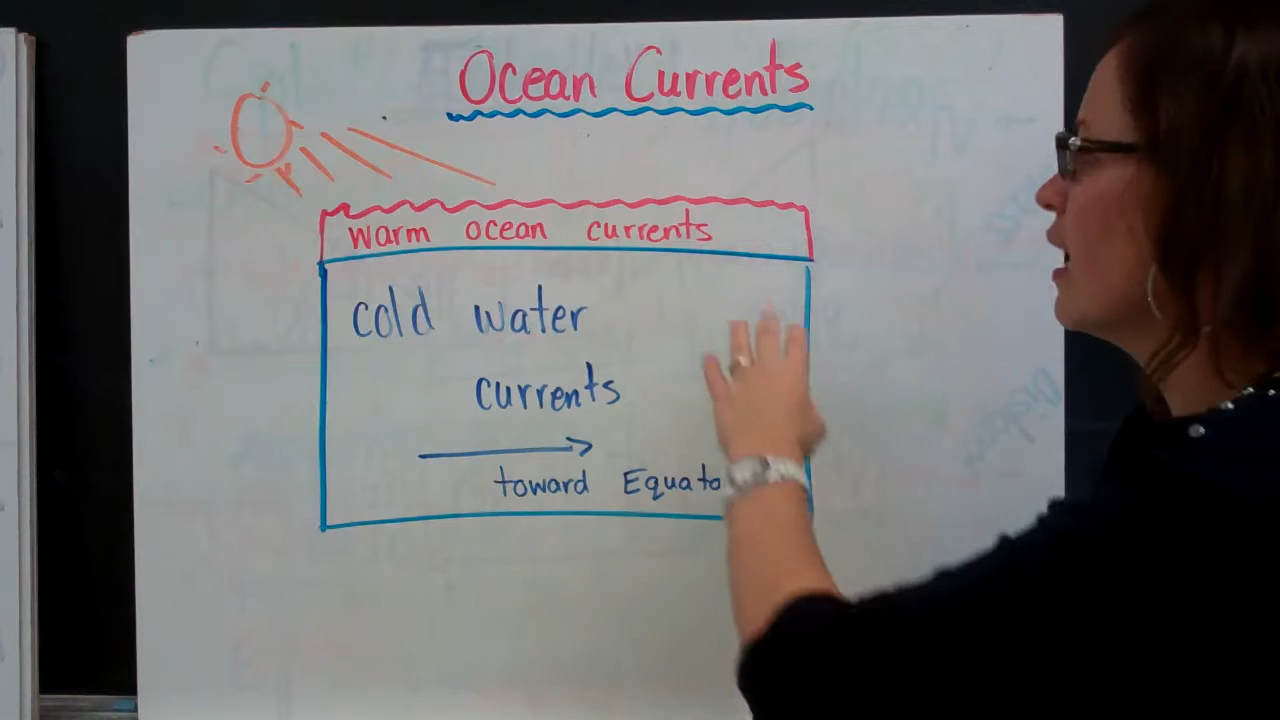 Ocean Currents
warm ocean currents
cold water
currents
toward Equato